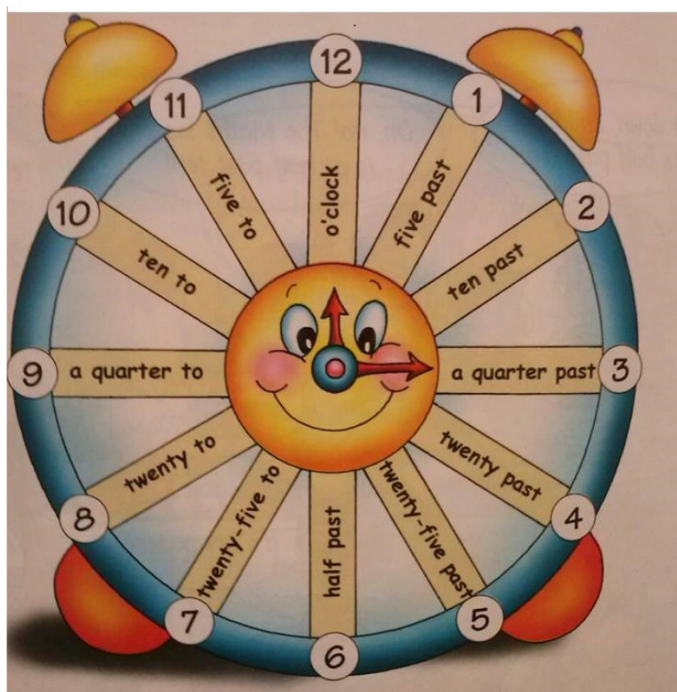 12
o'clock
1
five past
2
ten past
3
a quarter past
4
twenty past
5
twenty-five past
6
half past
7
twenty-five to
8
twenty to
9
a quarter to
10
ten to
11
five to